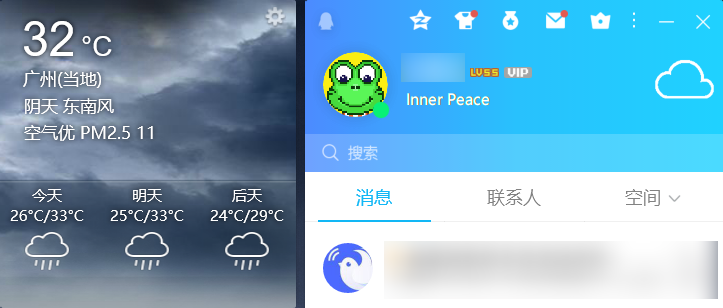 32 °C
广州(当地)
阴天 东南风
空气优 PM2.5 11
今天
明天
后天
26°C/33°C
25°C/33°C
24°C/29°C
LV55 VIP
Inner Peace
搜索
消息
联系人
空间